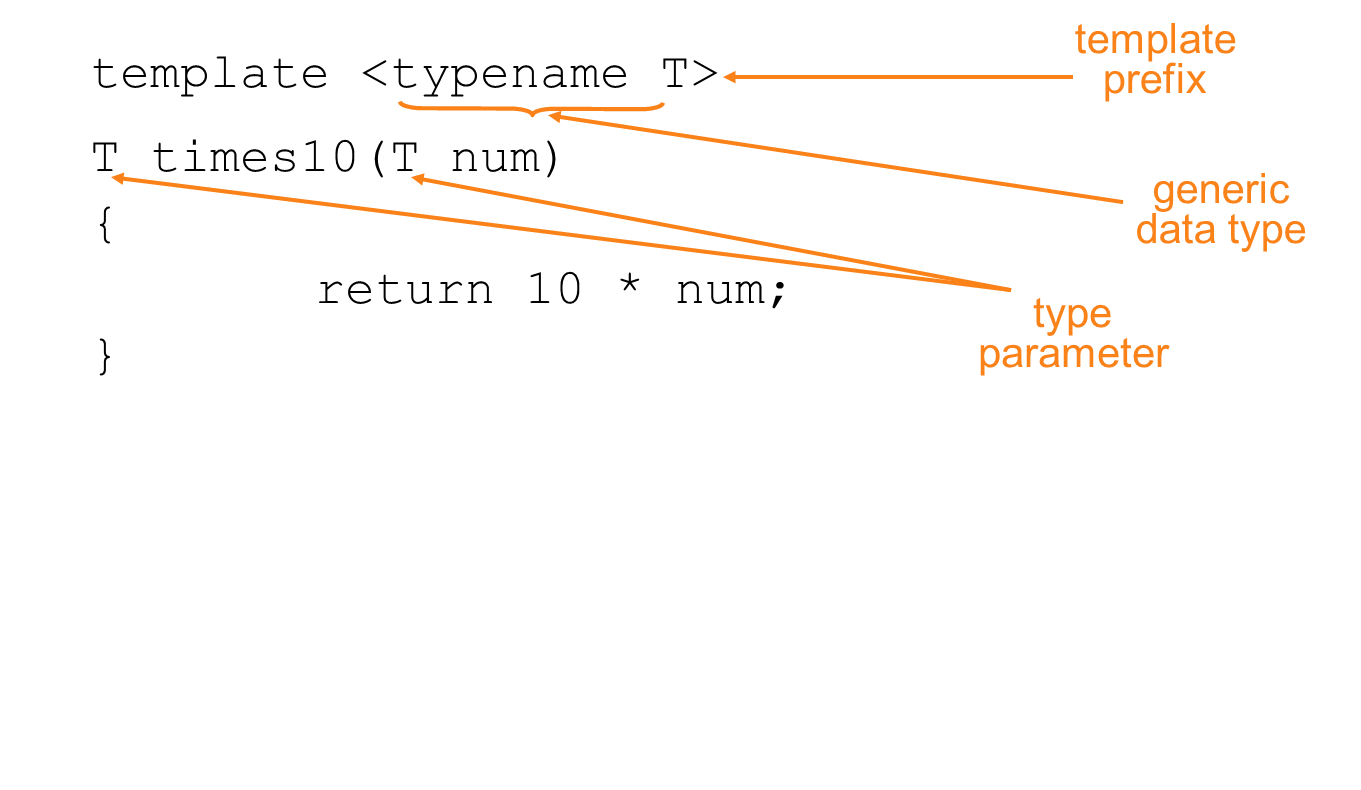 template <typename T>
template
prefix
T times10(T num)
generic
data type
{
return 10 * num;
type
parameter
}